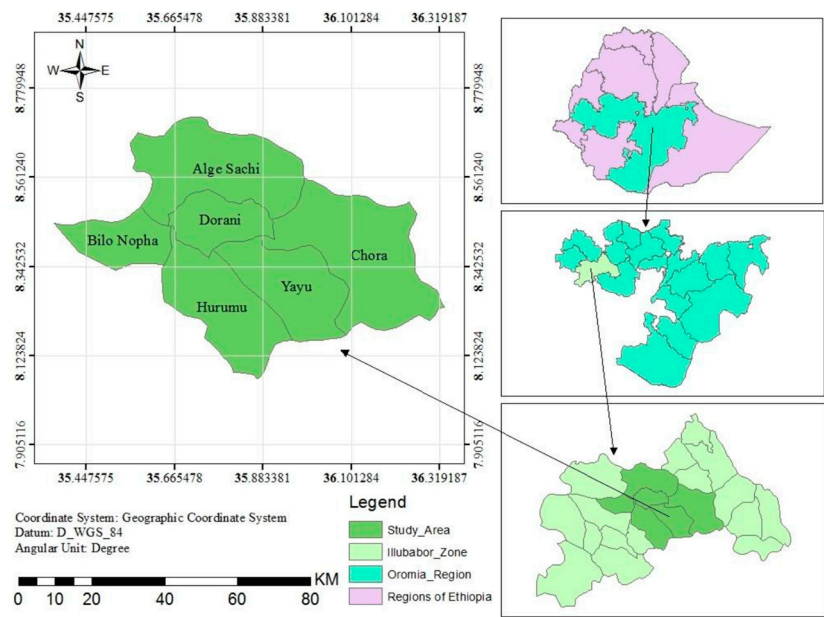 35.447575 35.665478 35.883381 36.101284 36.319187
N
W E
S
8.779948 8.779948
8.561240 8.561240
8.342532 8.342532
8.123824 8.123824
7.905116 7.905116
Alge Sachi
Dorani
Bilo Nopha
Chora
Yayu
Hurumu
35.447575 35.665478 35.883381 36.101284 36.319187
Coordinate System: Geographic Coordinate System
Datum: D_WGS_84
Angular Unit: Degree
KM
0 10 20 40 60 80
Legend
Study_Area
Illubabor_Zone
Oromia_Region
Regions of Ethiopia